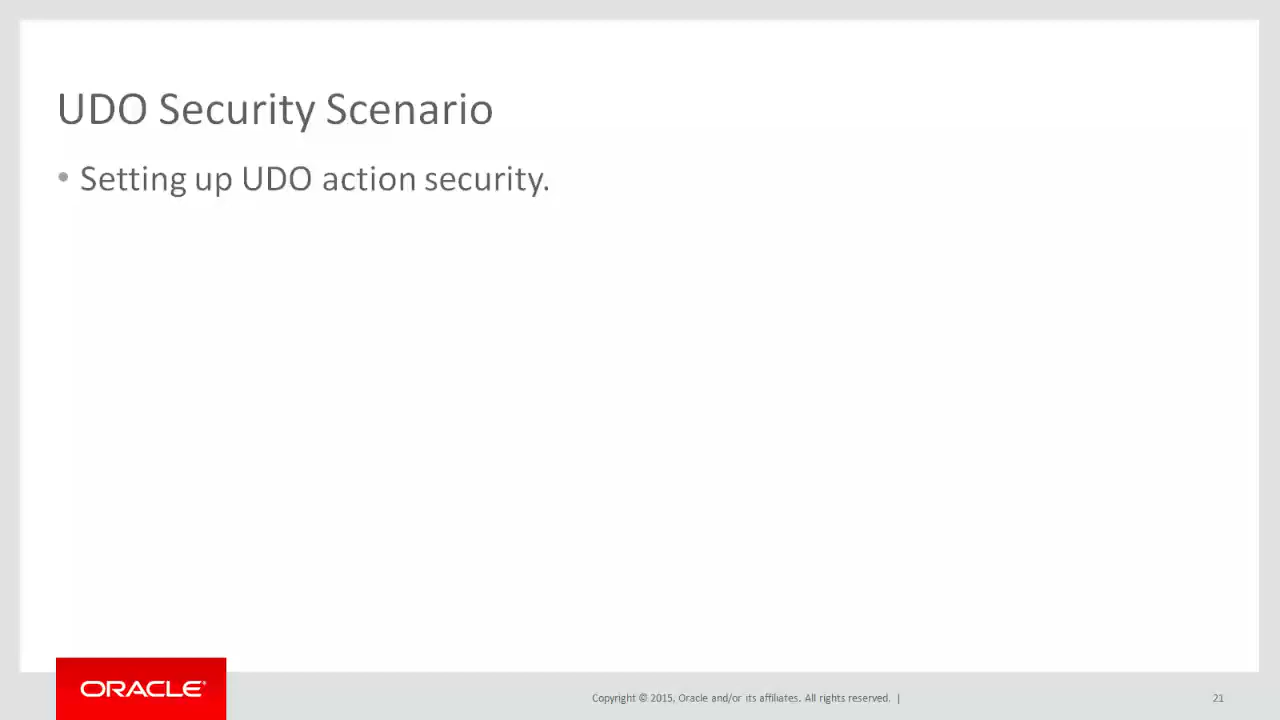 UDO Security Scenario
• Setting up UDO action security.
ORACLE®
Copyright © 2015, Oracle and/or its affiliates. All rights reserved. |
21